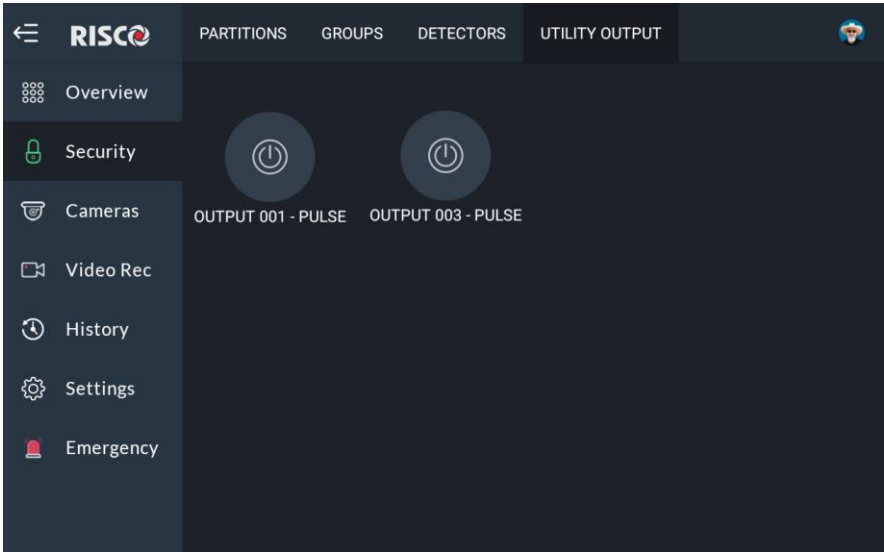 RISCO
PARTITIONS
GROUPS
DETECTORS
UTILITY OUTPUT
Overview
Security
Cameras
Video Rec
History
Settings
Emergency
OUTPUT 001 - PULSE
OUTPUT 003 - PULSE